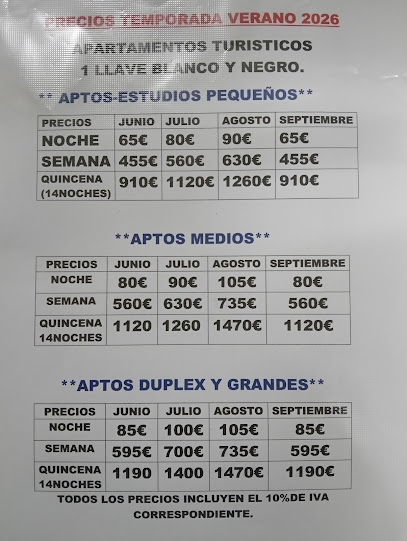 PRECIOS TEMPORADA VERANO 2026
APARTAMENTOS TURISTICOS
1 LLAVE BLANCO Y NEGRO.
** APTOS-ESTUDIOS PEQUEÑOS**
PRECIOS JUNIO JULIO AGOSTO SEPTIEMBRE
NOCHE 65€ 80€ 90€ 65€
SEMANA 455€ 560€ 630€ 455€
QUINCENA 910€ 1120€ 1260€ 910€
(14NOCHES)
**APTOS MEDIOS**
PRECIOS JUNIO JULIO AGOSTO SEPTIEMBRE
NOCHE 80€ 90€ 105€ 80€
SEMANA 560€ 630€ 735€ 560€
QUINCENA 1120 1260 1470€ 1120€
14NOCHES
**APTOS DUPLEX Y GRANDES**
PRECIOS JUNIO JULIO AGOSTO SEPTIEMBRE
NOCHE 85€ 100€ 105€ 85€
SEMANA 595€ 700€ 735€ 595€
QUINCENA 1190 1400 1470€ 1190€
14NOCHES
TODOS LOS PRECIOS INCLUYEN EL 10%DE IVA
CORRESPONDIENTE.